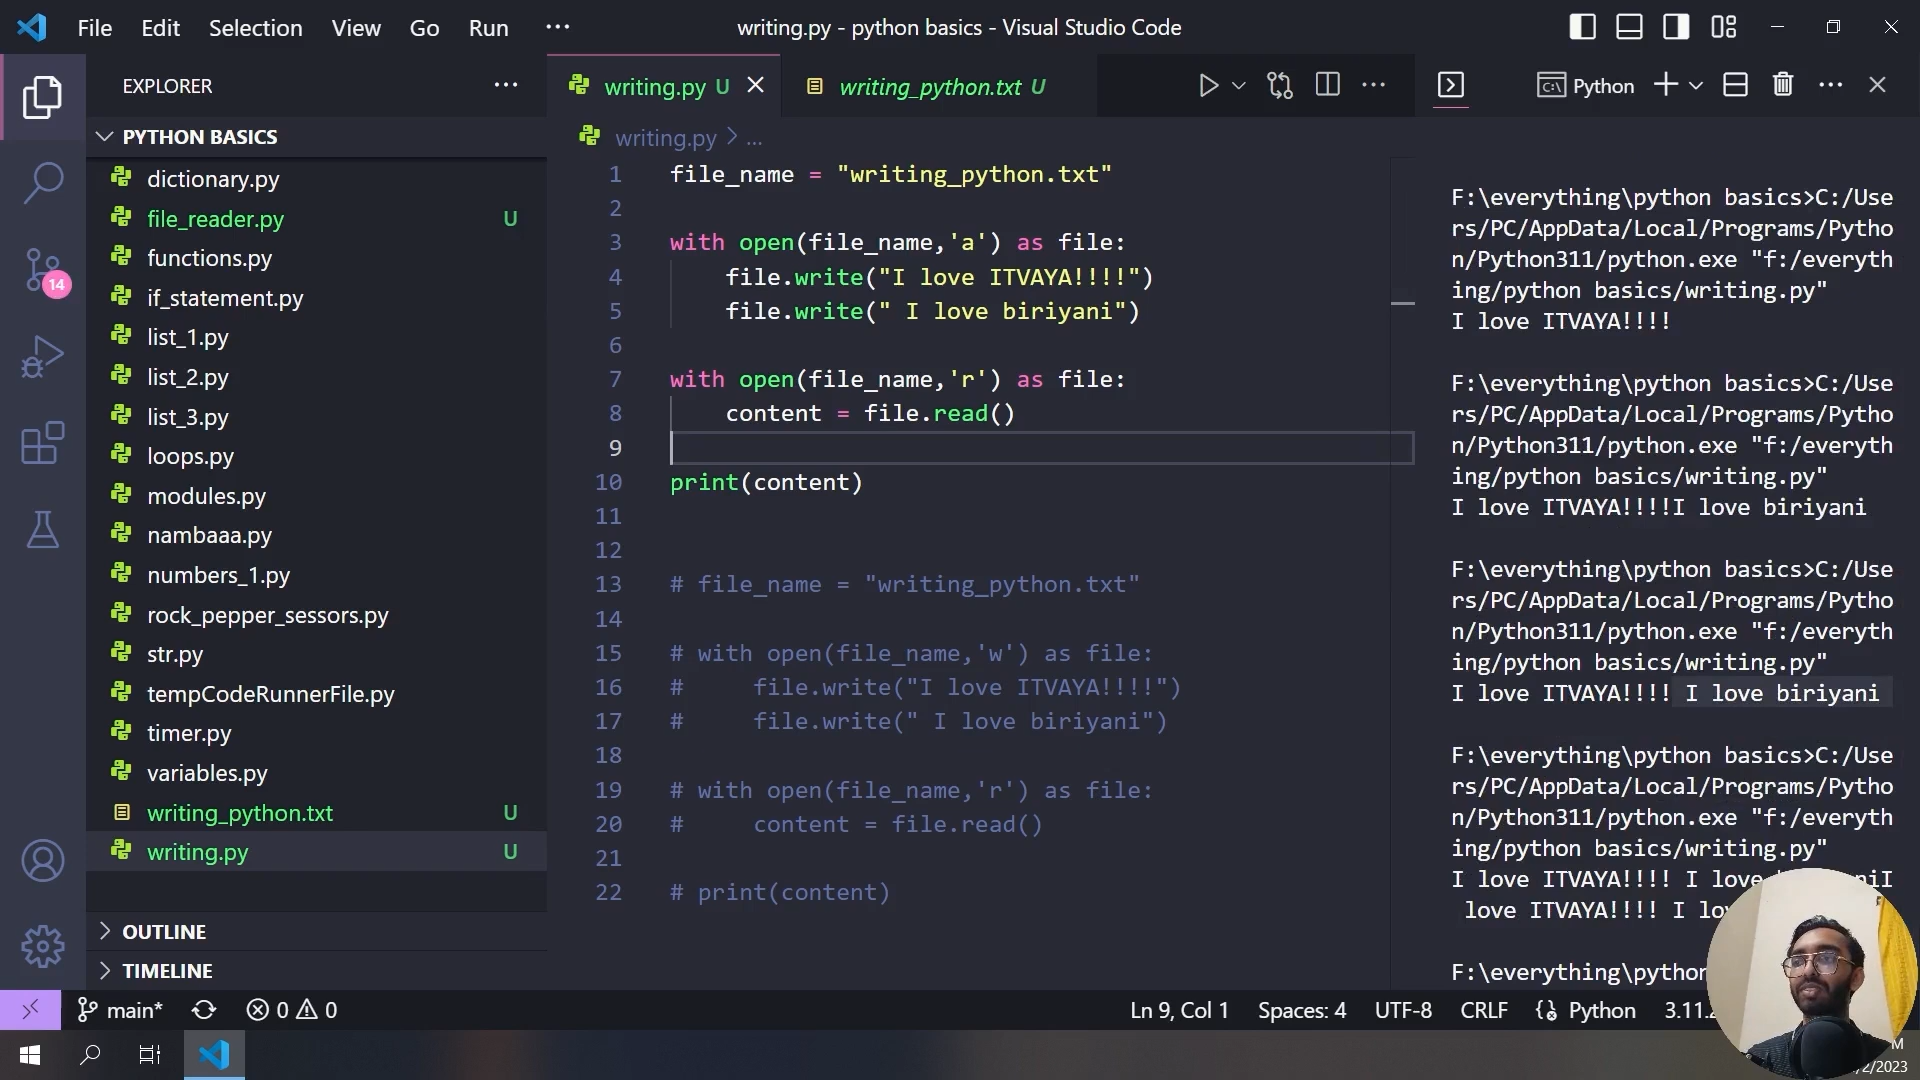 File Edit Selection View Go Run ···
writing.py - python basics - Visual Studio Code
EXPLORER
PYTHON BASICS
dictionary.py
file_reader.py U
functions.py
if_statement.py
list_1.py
list_2.py
list_3.py
loops.py
modules.py
nambaaa.py
numbers_1.py
rock_pepper_sessors.py
str.py
tempCodeRunnerFile.py
timer.py
variables.py
writing_python.txt U
writing.py U
OUTLINE
TIMELINE
14
writing.py U
writing_python.txt U
writing.py > ...
1 file_name = "writing_python.txt"
2
3 with open(file_name,'a') as file:
4 file.write("I love ITVAYA!!!!")
5 file.write(" I love biriyani")
6
7 with open(file_name,'r') as file:
8 content = file.read()
9
10 print(content)
11
12
13 # file_name = "writing_python.txt"
14
15 # with open(file_name,'w') as file:
16 #     file.write("I love ITVAYA!!!!")
17 #     file.write(" I love biriyani")
18
19 # with open(file_name,'r') as file:
20 #     content = file.read()
21
22 # print(content)
Python
F:\everything\python basics>C:/Use
rs/PC/AppData/Local/Programs/Pytho
n/Python311/python.exe "f:/everyth
ing/python basics/writing.py"
I love ITVAYA!!!!
F:\everything\python basics>C:/Use
rs/PC/AppData/Local/Programs/Pytho
n/Python311/python.exe "f:/everyth
ing/python basics/writing.py"
I love ITVAYA!!!!I love biriyani
F:\everything\python basics>C:/Use
rs/PC/AppData/Local/Programs/Pytho
n/Python311/python.exe "f:/everyth
ing/python basics/writing.py"
I love ITVAYA!!!! I love biriyani
F:\everything\python basics>C:/Use
rs/PC/AppData/Local/Programs/Pytho
n/Python311/python.exe "f:/everyth
ing/python basics/writing.py"
I love ITVAYA!!!! I love
love ITVAYA!!!! I
F:\everything\python
main* 0 0
Ln 9, Col 1 Spaces: 4 UTF-8 CRLF Python